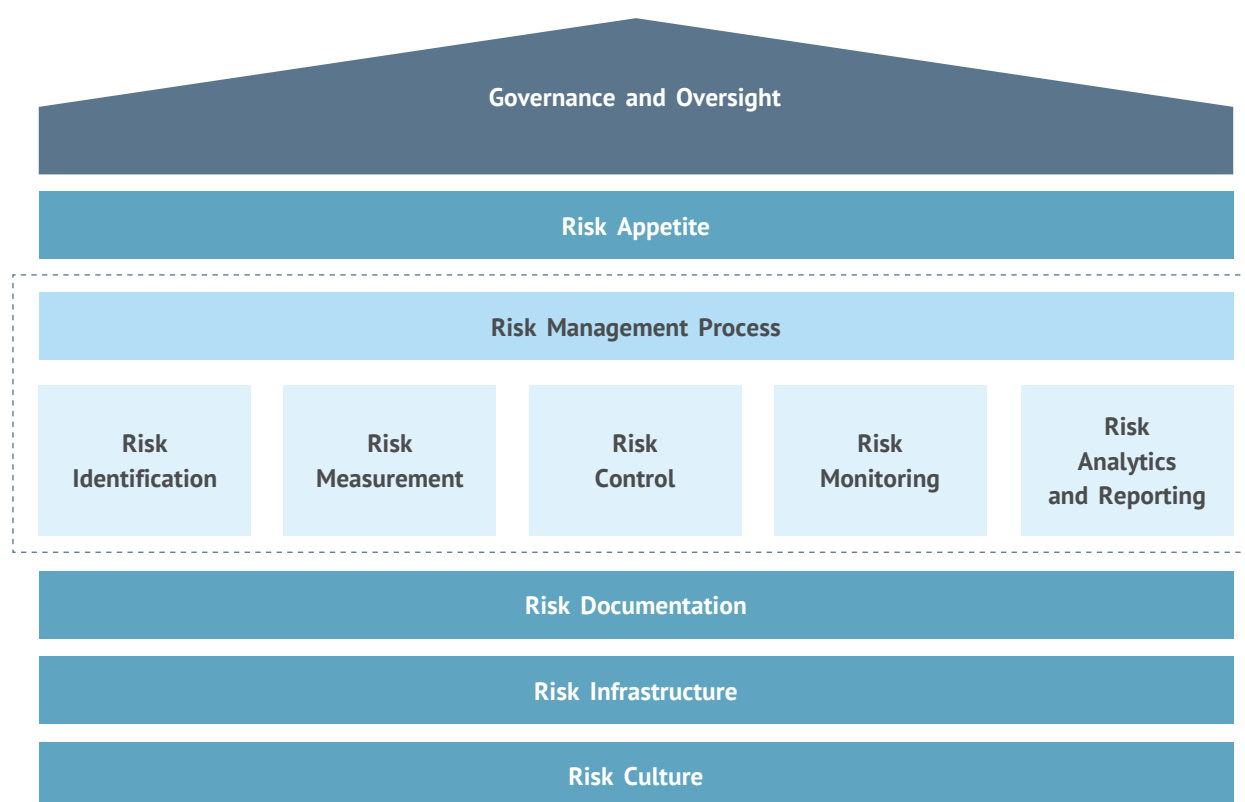 Governance and Oversight
Risk Appetite
Risk Management Process
Risk
Identification
Risk
Measurement
Risk
Control
Risk
Monitoring
Risk
Analytics
and Reporting
Risk Documentation
Risk Infrastructure
Risk Culture